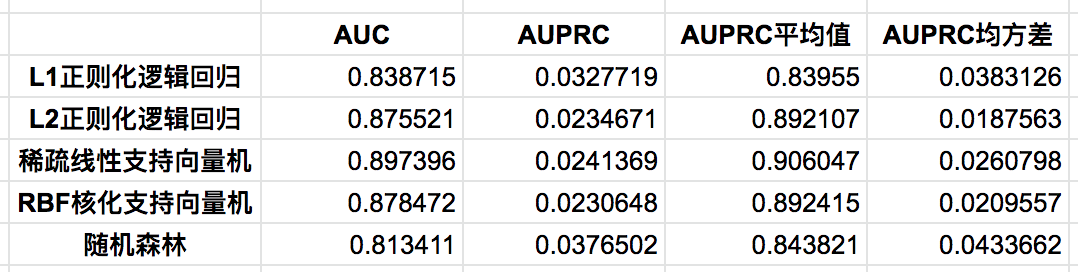 AUC AUPRC AUPRC平均值 AUPRC均方差
L1正则化逻辑回归 0.838715 0.0327719 0.83955 0.0383126
L2正则化逻辑回归 0.875521 0.0234671 0.892107 0.0187563
稀疏线性支持向量机 0.897396 0.0241369 0.906047 0.0260798
RBF核化支持向量机 0.878472 0.0230648 0.892415 0.0209557
随机森林 0.813411 0.0376502 0.843821 0.0433662